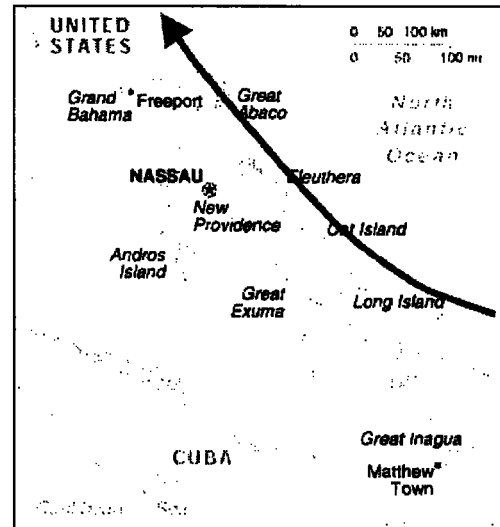 UNITED
STATES
0 50 100 km
0 50 100 mi
Grand
Bahama
Freeport
Great
Abaco
North
Atlantic
Ocean
NASSAU
Eleuthera
New
Providence
Cat Island
Andros
Island
Great
Exuma
Long Island
Great Inagua
CUBA
Matthew
Town